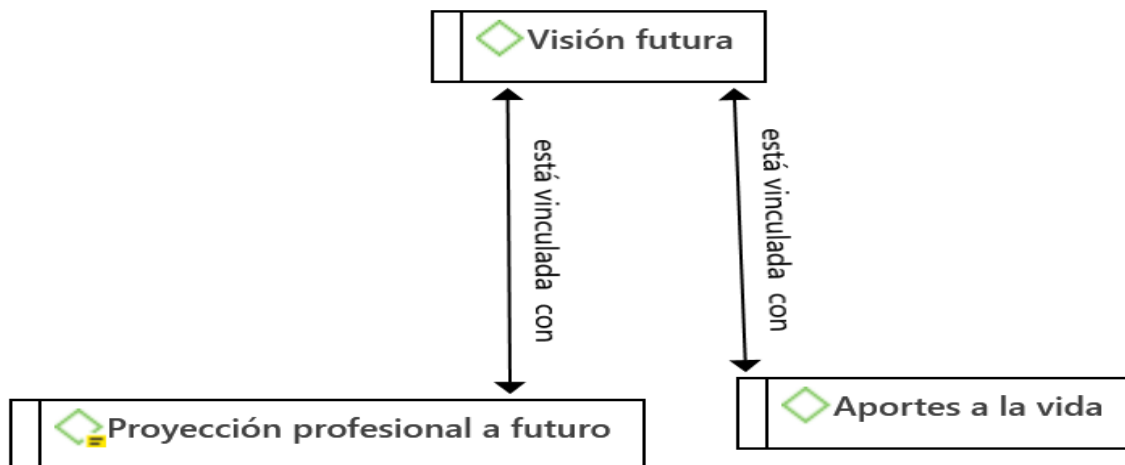 Visión futura
está vinculada con
está vinculada con
Proyección profesional a futuro
Aportes a la vida